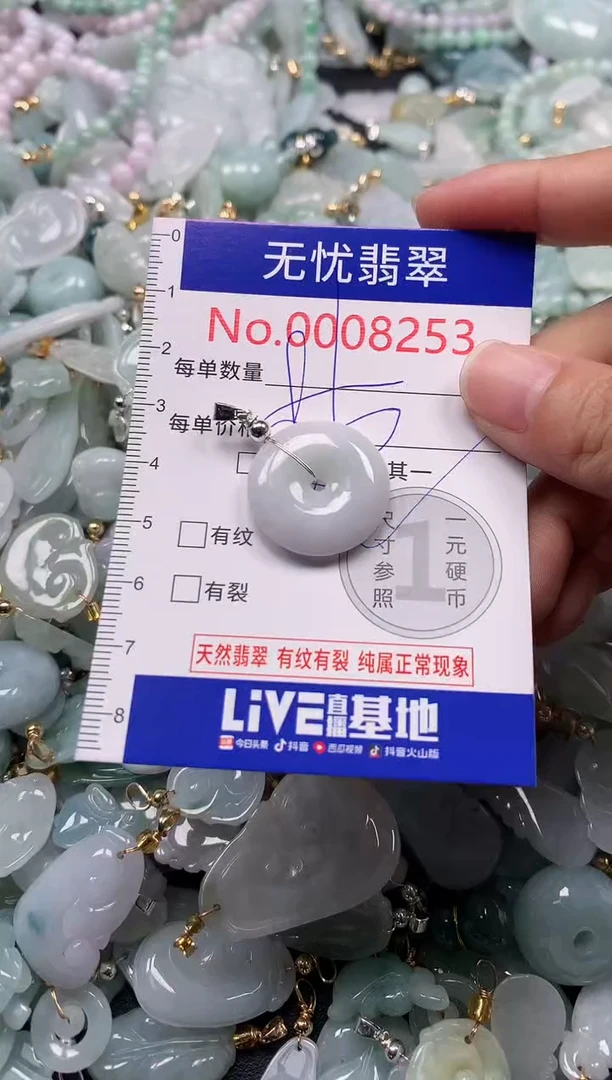 0
无忧翡翠
1
No.0008253
2
每单数量
3
每单价格
4
其一
5
有纹
尺寸参照
1
一元硬币
6
有裂
7
天然翡翠 有纹有裂 纯属正常现象
8
LiVE直播基地
今日头条 抖音 西瓜视频 抖音火山版